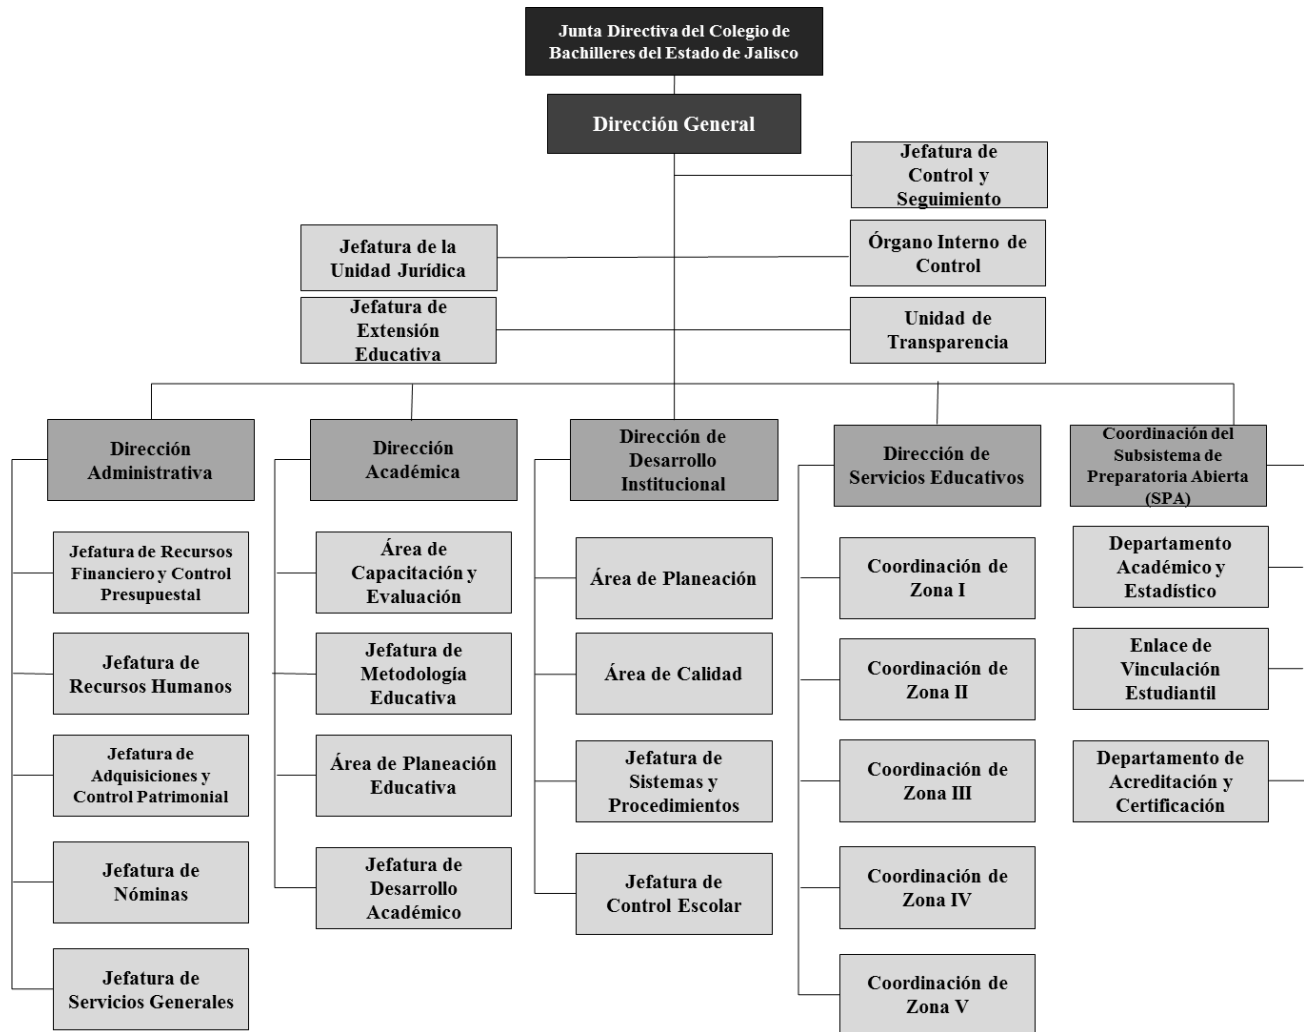 Junta Directiva del Colegio de
Bachilleres del Estado de Jalisco
Dirección General
Jefatura de
Control y
Seguimiento
Jefatura de la
Unidad Jurídica
Órgano Interno de
Control
Jefatura de
Extensión
Educativa
Unidad de
Transparencia
Dirección
Administrativa
Jefatura de Recursos
Financiero y Control
Presupuestal
Jefatura de
Recursos Humanos
Jefatura de
Adquisiciones y
Control Patrimonial
Jefatura de
Nóminas
Jefatura de
Servicios Generales
Dirección
Académica
Área de
Capacitación y
Evaluación
Jefatura de
Metodología
Educativa
Área de Planeación
Educativa
Jefatura de
Desarrollo
Académico
Dirección de
Desarrollo
Institucional
Área de Planeación
Área de Calidad
Jefatura de
Sistemas y
Procedimientos
Jefatura de
Control Escolar
Dirección de
Servicios Educativos
Coordinación de
Zona I
Coordinación de
Zona II
Coordinación de
Zona III
Coordinación de
Zona IV
Coordinación de
Zona V
Coordinación del
Subsistema de
Preparatoria Abierta
(SPA)
Departamento
Académico y
Estadístico
Enlace de
Vinculación
Estudiantil
Departamento de
Acreditación y
Certificación